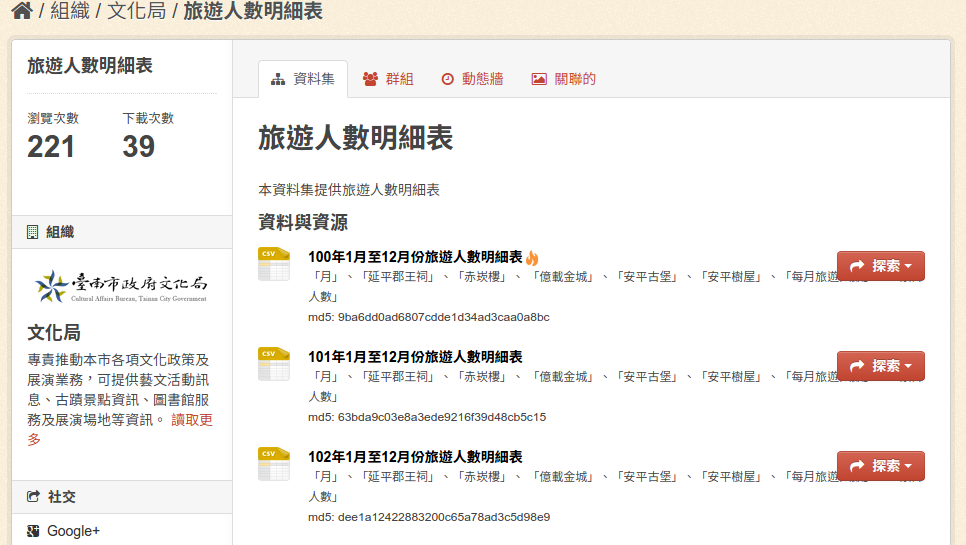 / 組織 / 文化局 / 旅遊人數明細表
旅遊人數明細表
瀏覽次數 下載次數
221 39
組織
臺南市政府文化局
Cultural Affairs Bureau, Tainan City Government
文化局
專責推動本市各項文化政策及
展演業務,可提供藝文活動訊
息、古蹟景點資訊、圖書館服
務及展演場地等資訊。 讀取更
多
社交
Google+
資料集 群組 動態牆 關聯的
旅遊人數明細表
本資料集提供旅遊人數明細表
資料與資源
CSV
100年1月至12月份旅遊人數明細表
探索
「月」、「延平郡王祠」、「赤崁樓」、「億載金城」、「安平古堡」、「安平樹屋」、「每月旅遊
人數」
md5: 9ba6dd0ad6807cdde1d34ad3caa0a8bc
CSV
101年1月至12月份旅遊人數明細表
探索
「月」、「延平郡王祠」、「赤崁樓」、「億載金城」、「安平古堡」、「安平樹屋」、「每月旅遊
人數」
md5: 63bda9c03e8a3ede9216f39d48cb5c15
CSV
102年1月至12月份旅遊人數明細表
探索
「月」、「延平郡王祠」、「赤崁樓」、「億載金城」、「安平古堡」、「安平樹屋」、「每月旅遊
人數」
md5: dee1a12422883200c65a78ad3c5d98e9